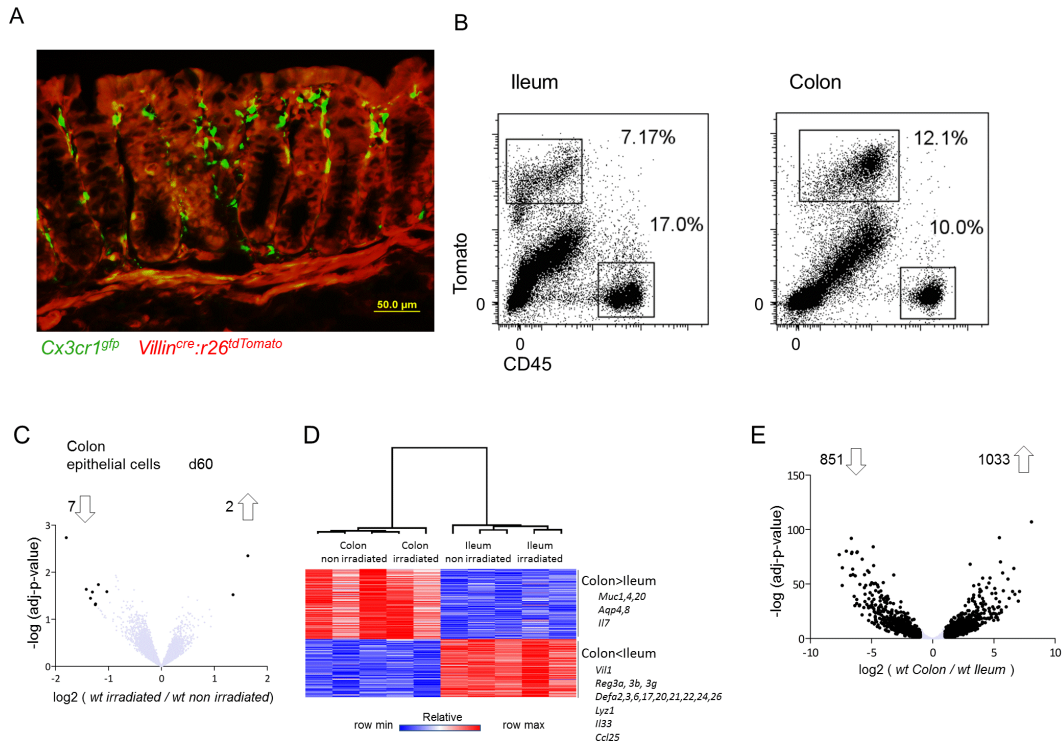 A
50.0 µm
Cx3cr1gfp Villincre:r26tdTomato
B
Ileum
Colon
7.17%
17.0%
12.1%
10.0%
Tomato
0
0
0
0
CD45
C
Colon
epithelial cells d60
7
2
3
2
1
0
-log (adj-p-value)
-2 -1 0 1 2
log2 ( wt irradiated / wt non irradiated)
D
Colon Colon Ileum Ileum
non irradiated irradiated non irradiated irradiated
Colon>Ileum
Muc1,4,20
Aqp4,8
Il7
Colon<Ileum
Vil1
Reg3a, 3b, 3g
Defa2,3,6,17,20,21,22,24,26
Lyz1
Il33
Ccl25
Relative
row min row max
E
851
1033
150
100
50
0
-log (adj-p-value)
-10 -5 0 5 10
log2 ( wt Colon / wt Ileum )